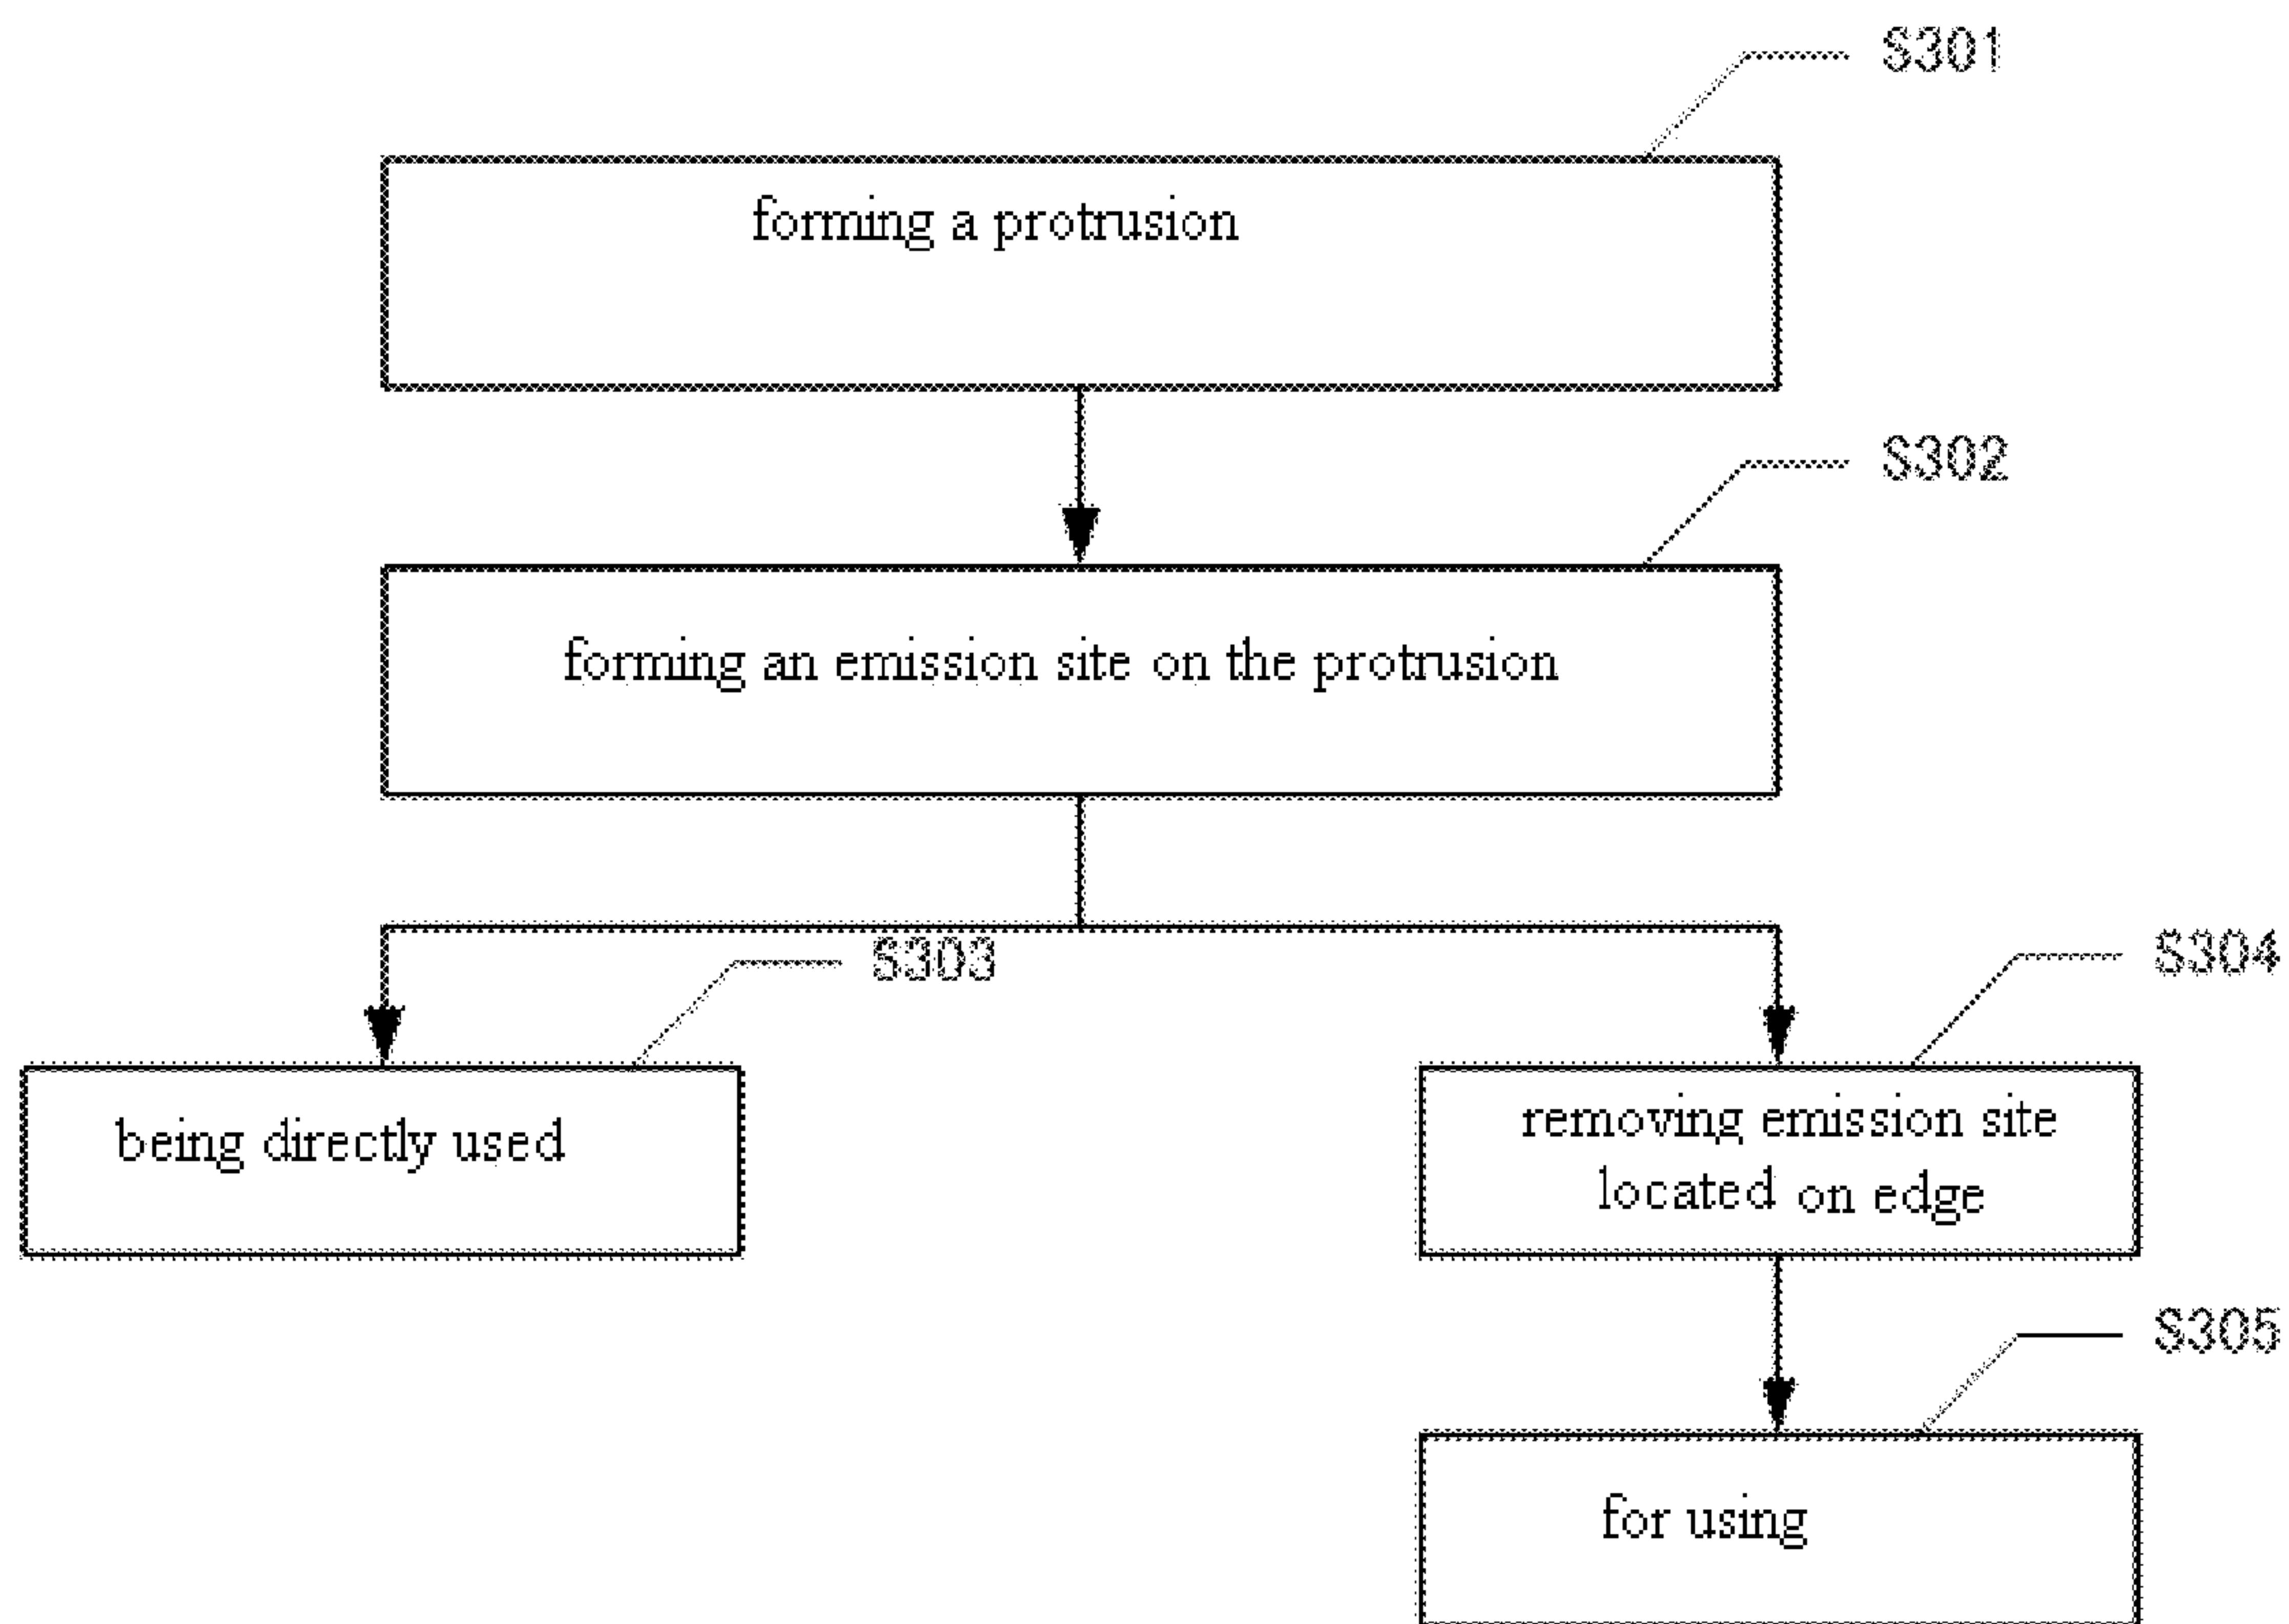 S301
forming a protrusion
S302
forming an emission site on the protrusion
S303
being directly used
S304
removing emission site
located on edge
S305
for using